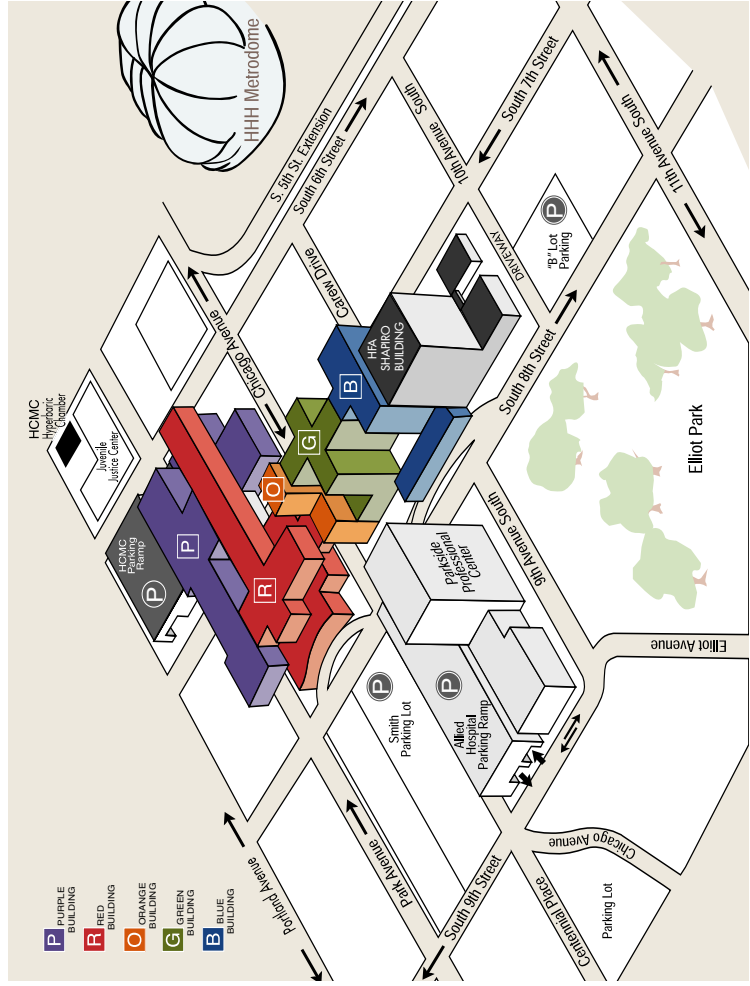 HHH Metrodome
S. 5th St. Extension
South 6th Street
South 7th Street
11th Avenue South
10th Avenue
South
DRIVEWAY
P
"B" Lot
Parking
South 8th Street
Carew Drive
Chicago Avenue
HCMC
Hyperbaric
Chamber
Juvenile
Justice Center
HCMC
Parking
Ramp
P
P
R
O
G
B
HFA
SHAPIRO
BUILDING
Elliot Park
Parkside
Professional
Center
9th Avenue South
Elliot Avenue
P
Smith
Parking Lot
P
Allied
Hospital
Parking Ramp
Chicago Avenue
Parking Lot
Centennial Place
South 9th Street
Park Avenue
Portland Avenue
P PURPLE
BUILDING
R RED
BUILDING
O ORANGE
BUILDING
G GREEN
BUILDING
B BLUE
BUILDING